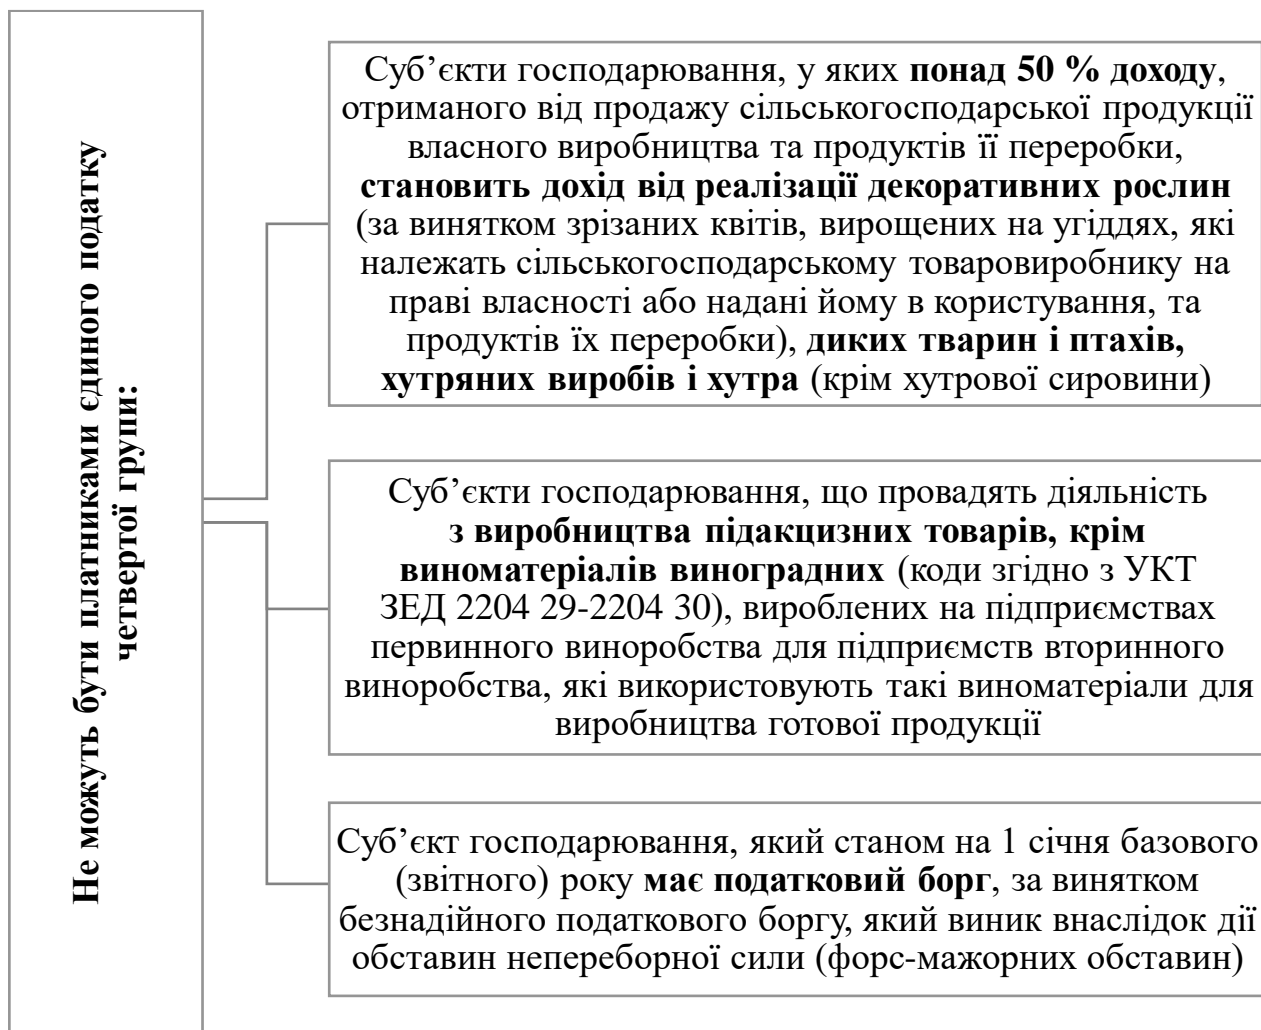 Не можуть бути платниками єдиного податку
четвертої групи:
Суб’єкти господарювання, у яких понад 50 % доходу,
отриманого від продажу сільськогосподарської продукції
власного виробництва та продуктів її переробки,
становить дохід від реалізації декоративних рослин
(за винятком зрізаних квітів, вирощених на угіддях, які
належать сільськогосподарському товаровиробнику на
праві власності або надані йому в користування, та
продуктів їх переробки), диких тварин і птахів,
хутряних виробів і хутра (крім хутрової сировини)
Суб’єкти господарювання, що провадять діяльність
з виробництва підакцизних товарів, крім
виноматеріалів виноградних (коди згідно з УКТ
ЗЕД 2204 29-2204 30), вироблених на підприємствах
первинного виноробства для підприємств вторинного
виноробства, які використовують такі виноматеріали для
виробництва готової продукції
Суб’єкт господарювання, який станом на 1 січня базового
(звітного) року має податковий борг, за винятком
безнадійного податкового боргу, який виник внаслідок дії
обставин непереборної сили (форс-мажорних обставин)